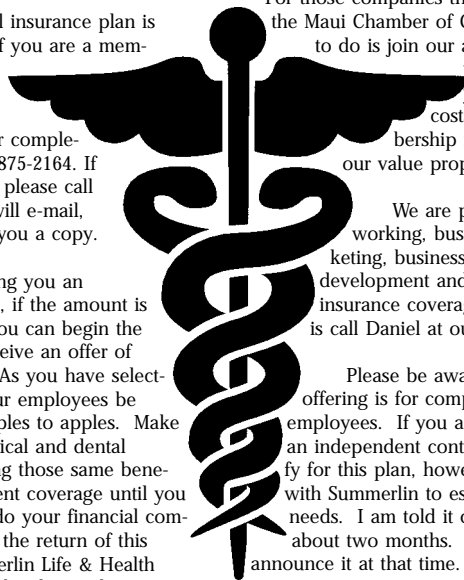 l insurance plan is
f you are a mem-
r comple-
875-2164. If
please call
will e-mail,
you a copy.
ng you an
, if the amount is
ou can begin the
eive an offer of
As you have select-
ur employees be
ples to apples. Make
ical and dental
ng those same bene-
ent coverage until you
do your financial com-
the return of this
erlin Life & Health
the Maui Chamber of C
to do is join our a
cost
bership
our value prop
We are p
working, bus
keting, business
development and
insurance coverag
is call Daniel at ou
Please be awa
offering is for comp
employees. If you a
an independent cont
fy for this plan, howe
with Summerlin to es
needs. I am told it c
about two months.
announce it at that time.